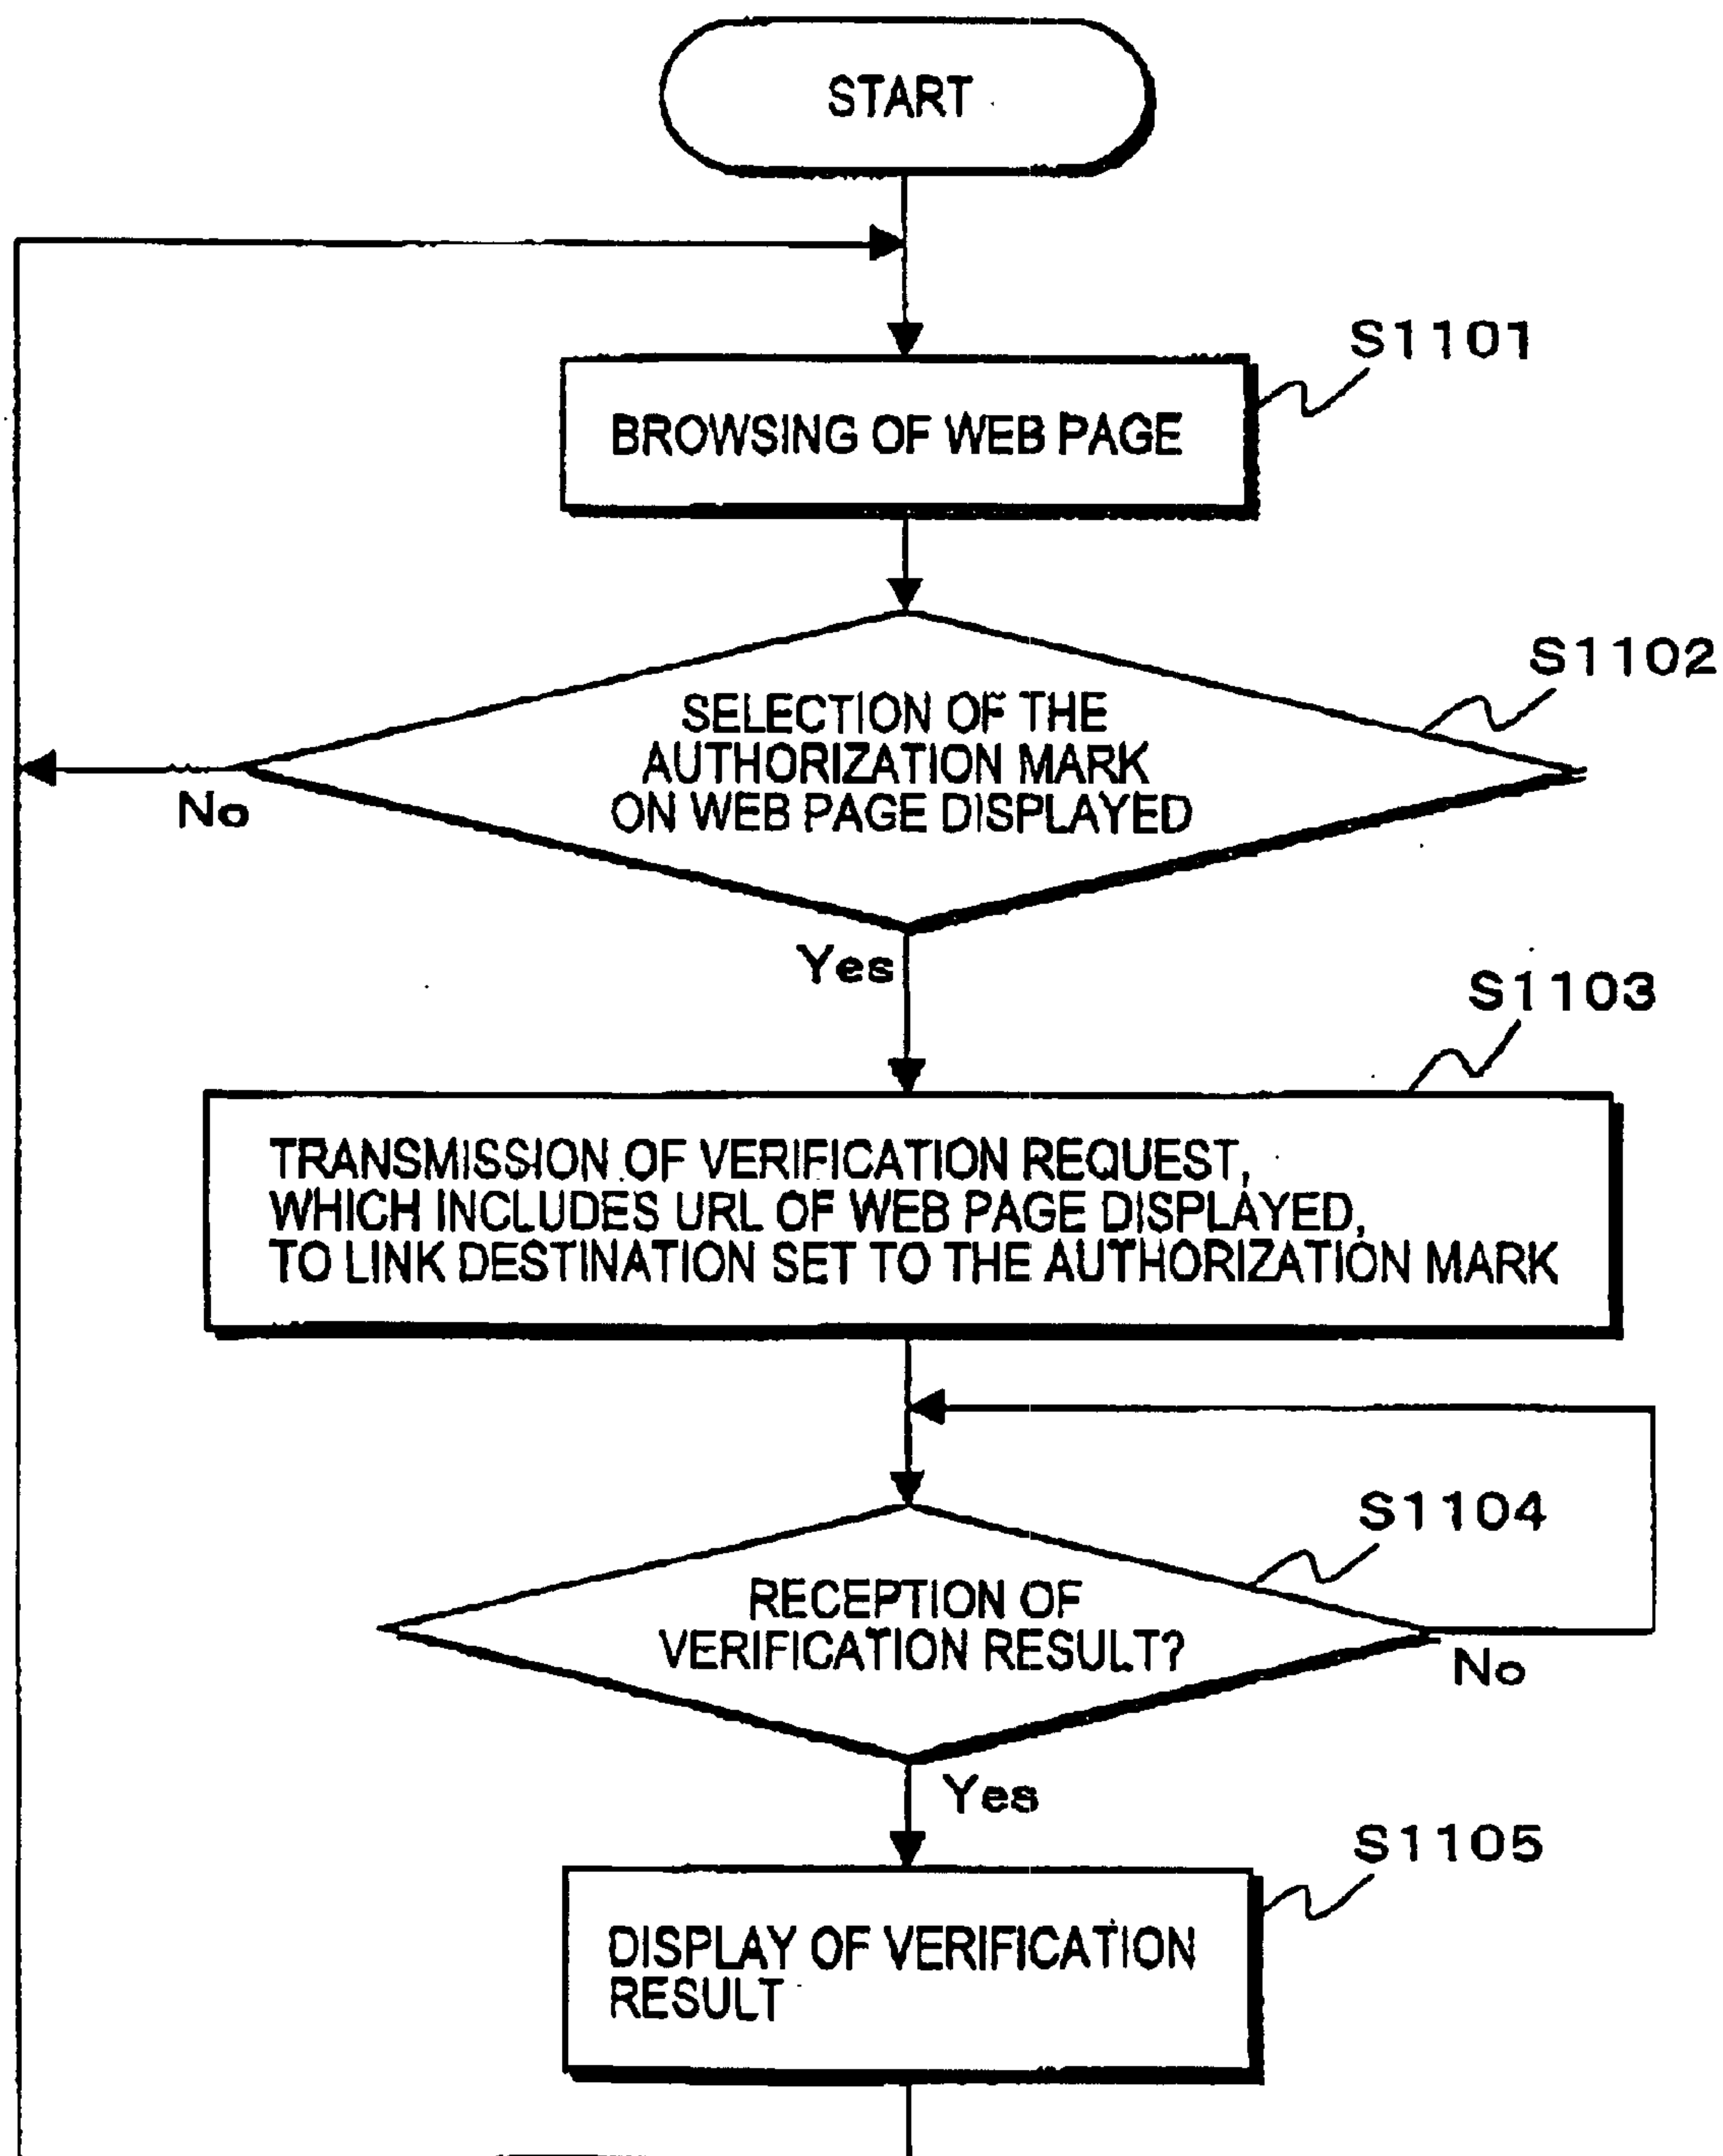 START
S1101
BROWSING OF WEB PAGE
S1102
SELECTION OF THE
AUTHORIZATION MARK
ON WEB PAGE DISPLAYED
No
Yes
S1103
TRANSMISSION OF VERIFICATION REQUEST,
WHICH INCLUDES URL OF WEB PAGE DISPLAYED,
TO LINK DESTINATION SET TO THE AUTHORIZATION MARK
S1104
RECEPTION OF
VERIFICATION RESULT?
No
Yes
S1105
DISPLAY OF VERIFICATION
RESULT